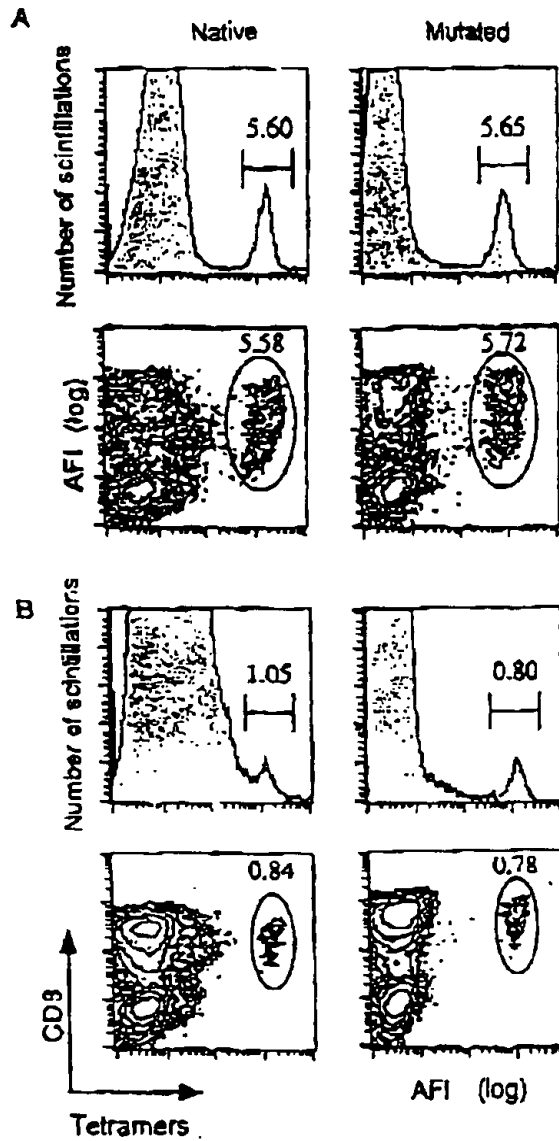 A
Native
Mutated
Number of scintillations
5.60
5.65
AFI (log)
5.58
5.72
B
Number of scintillations
1.05
0.80
CD8
0.84
0.78
Tetramers
AFI (log)